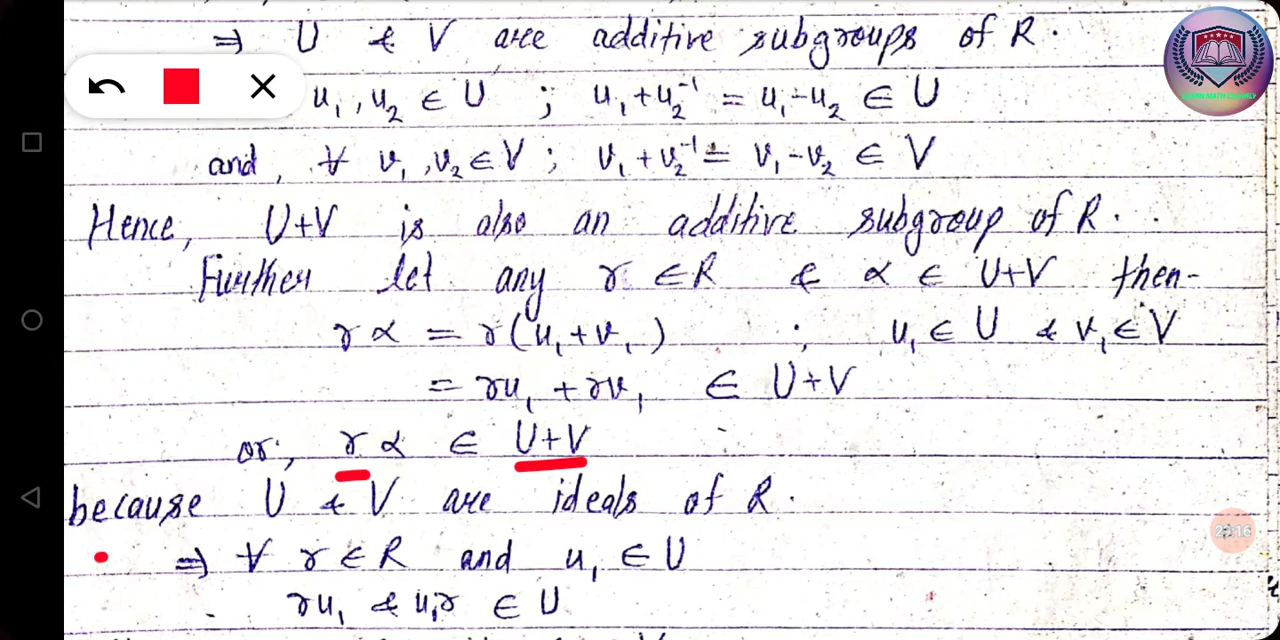 ⇒ U & V are additive subgroups of R.
u₁, u₂ ∈ U ; u₁ + u₂⁻¹ = u₁ - u₂ ∈ U
and, ∀ v₁, v₂ ∈ V ; v₁ + v₂⁻¹ = v₁ - v₂ ∈ V
Hence, U+V is also an additive subgroup of R.
Further let any r ∈ R & α ∈ U+V then-
rα = r(u₁ + v₁) ; u₁ ∈ U & v₁ ∈ V
= ru₁ + rv₁ ∈ U+V
or, rα ∈ U+V
because U & V are ideals of R.
⇒ ∀ r ∈ R and u₁ ∈ U
ru₁ & u₁r ∈ U